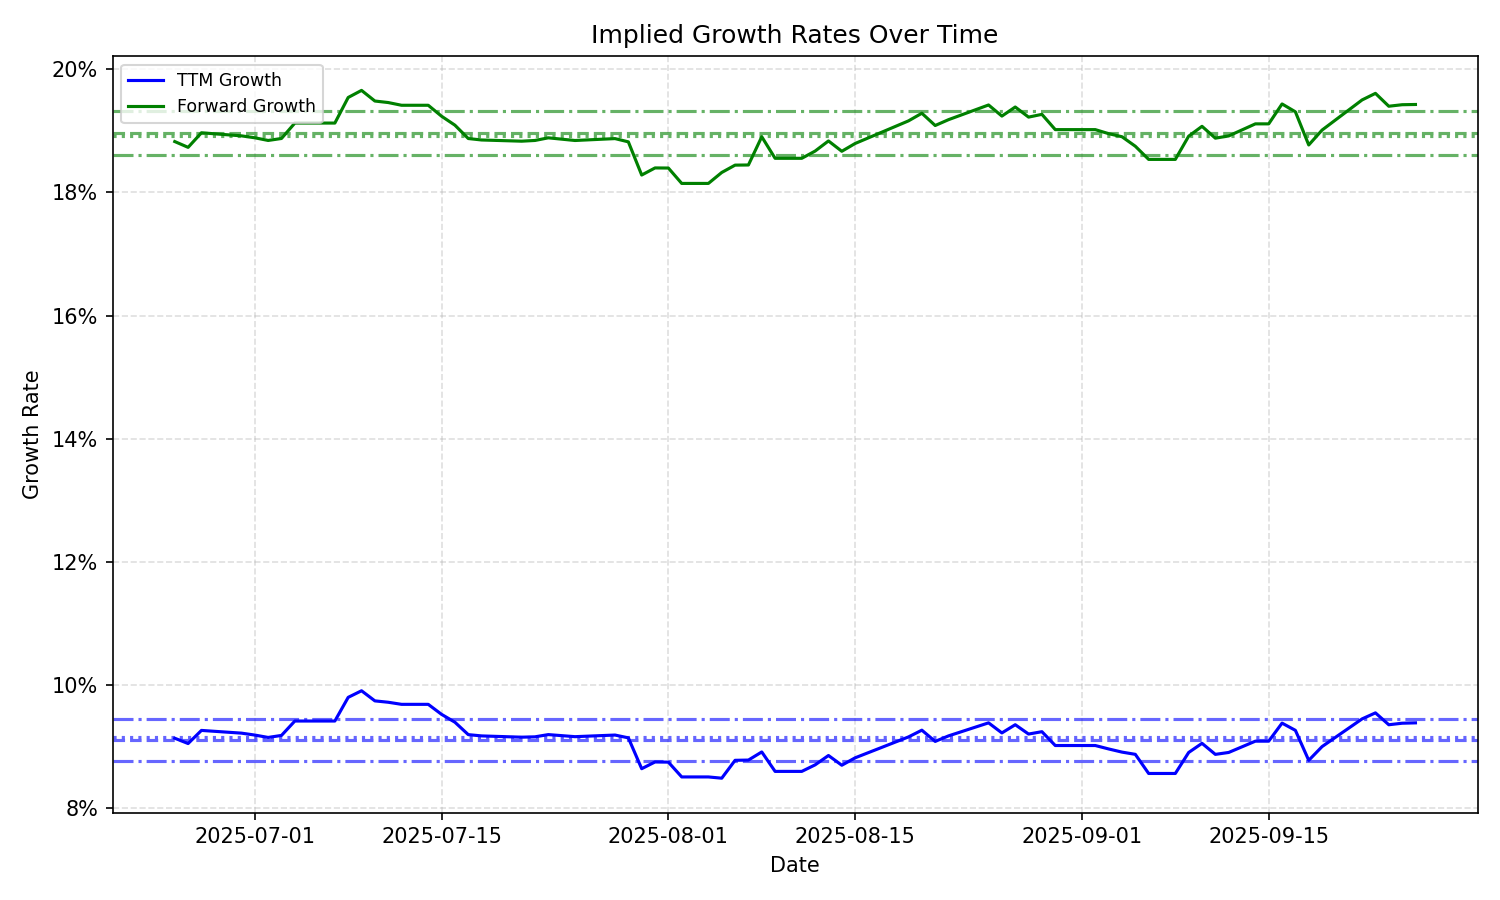 Implied Growth Rates Over Time
TTM Growth
Forward Growth
20%
18%
16%
14%
12%
10%
8%
Growth Rate
2025-07-01
2025-07-15
2025-08-01
2025-08-15
2025-09-01
2025-09-15
Date